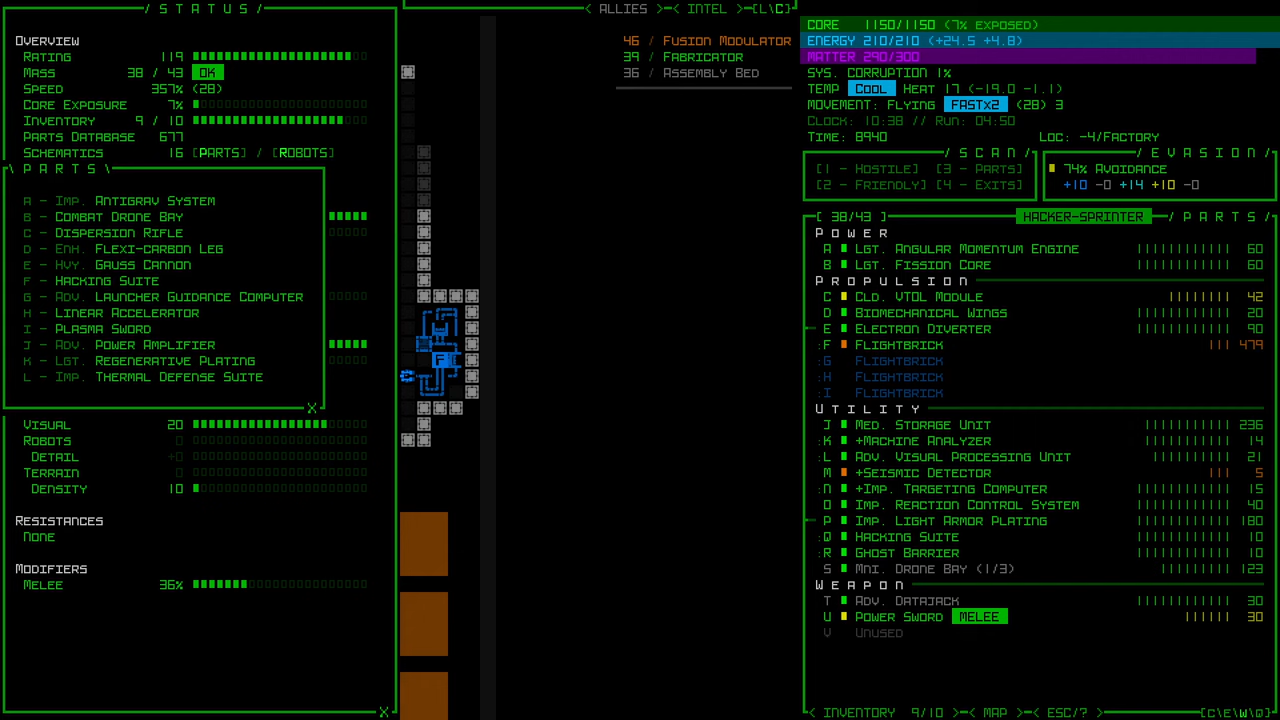 / STATUS /
OVERVIEW
RATING 119
MASS 38 / 43 OK
SPEED 357% (28)
CORE EXPOSURE 7%
INVENTORY 9 / 10
PARTS DATABASE 677
SCHEMATICS 16 [PARTS] / [ROBOTS]
\ PARTS \
A - IMP. ANTIGRAV SYSTEM
B - COMBAT DRONE BAY
C - DISPERSION RIFLE
D - ENH. FLEXI-CARBON LEG
E - HVY. GAUSS CANNON
F - HACKING SUITE
G - ADV. LAUNCHER GUIDANCE COMPUTER
H - LINEAR ACCELERATOR
I - PLASMA SWORD
J - ADV. POWER AMPLIFIER
K - LGT. REGENERATIVE PLATING
L - IMP. THERMAL DEFENSE SUITE
X
VISUAL 20
ROBOTS 0
DETAIL +0
TERRAIN 0
DENSITY 10
RESISTANCES
NONE
MODIFIERS
MELEE 36%
X
< ALLIES >-< INTEL >-[L\C]
46 / FUSION MODULATOR
39 / FABRICATOR
36 / ASSEMBLY BED
F
CORE 1150/1150 (7% EXPOSED)
ENERGY 210/210 (+24.5 +4.8)
MATTER 290/300
SYS. CORRUPTION 1%
TEMP COOL HEAT 17 (-19.0 -1.1)
MOVEMENT: FLYING FASTX2 (28) 3
CLOCK: 10:38 // RUN: 04:50
TIME: 8940 LOC: -4/FACTORY
/ SCAN /
[1 - HOSTILE] [3 - PARTS]
[2 - FRIENDLY] [4 - EXITS]
/ EVASION /
74% AVOIDANCE
+10 -0 +14 +10 -0
[ 38/43 ] HACKER-SPRINTER / PARTS /
POWER
A LGT. ANGULAR MOMENTUM ENGINE 60
B LGT. FISSION CORE 60
PROPULSION
C CLD. VTOL MODULE 42
D BIOMECHANICAL WINGS 20
E ELECTRON DIVERTER 90
:F FLIGHTBRICK 479
:G FLIGHTBRICK
:H FLIGHTBRICK
:I FLIGHTBRICK
UTILITY
J MED. STORAGE UNIT 236
:K +MACHINE ANALYZER 14
:L ADV. VISUAL PROCESSING UNIT 21
M +SEISMIC DETECTOR 5
:N +IMP. TARGETING COMPUTER 15
O IMP. REACTION CONTROL SYSTEM 40
P IMP. LIGHT ARMOR PLATING 180
:Q HACKING SUITE 10
:R GHOST BARRIER 10
S MNI. DRONE BAY (1/3) 123
WEAPON
T ADV. DATAJACK 30
U POWER SWORD MELEE 30
V UNUSED
< INVENTORY 9/10 >-< MAP >-< ESC/? >-[C\E\W\Q]